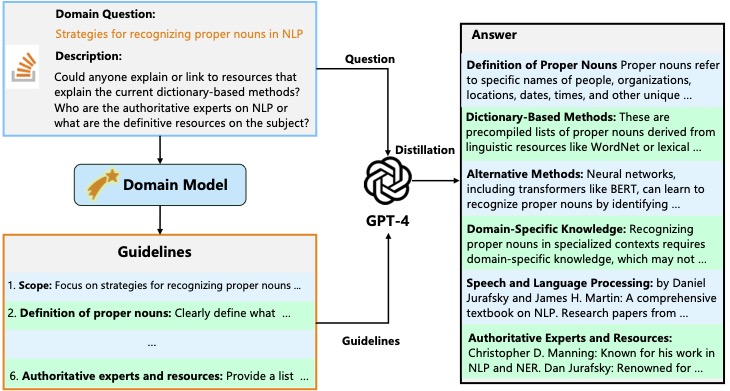 Domain Question:
Strategies for recognizing proper nouns in NLP
Description:
Could anyone explain or link to resources that
explain the current dictionary-based methods?
Who are the authoritative experts on NLP or
what are the definitive resources on the subject?
Domain Model
Guidelines
1. Scope: Focus on strategies for recognizing proper nouns ...
2. Definition of proper nouns: Clearly define what ...
...
6. Authoritative experts and resources: Provide a list ...
Question
Distillation
GPT-4
Guidelines
Answer
Definition of Proper Nouns Proper nouns refer
to specific names of people, organizations,
locations, dates, times, and other unique ...
Dictionary-Based Methods: These are
precompiled lists of proper nouns derived from
linguistic resources like WordNet or lexical ...
Alternative Methods: Neural networks,
including transformers like BERT, can learn to
recognize proper nouns by identifying ...
Domain-Specific Knowledge: Recognizing
proper nouns in specialized contexts requires
domain-specific knowledge, which may not ...
Speech and Language Processing: by Daniel
Jurafsky and James H. Martin: A comprehensive
textbook on NLP. Research papers from ...
Authoritative Experts and Resources:
Christopher D. Manning: Known for his work in
NLP and NER. Dan Jurafsky: Renowned for ...